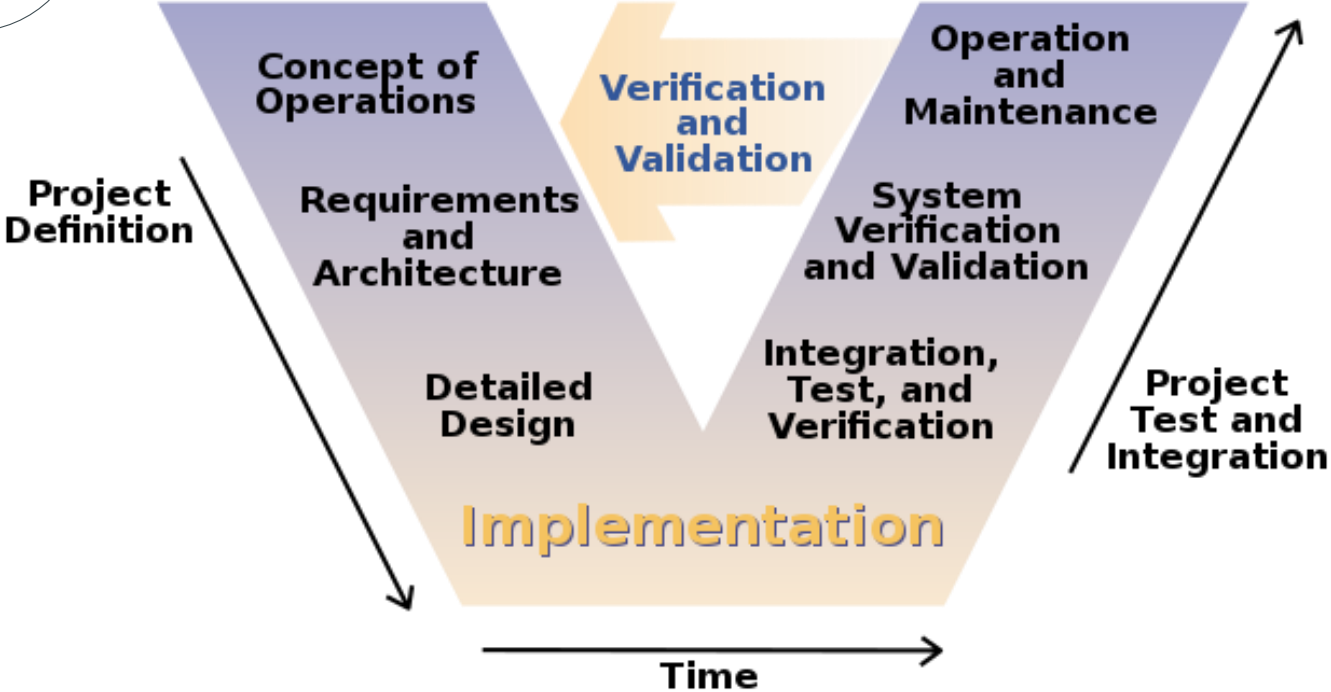 Concept of
Operations
Verification
and
Validation
Operation
and
Maintenance
Project
Definition
Requirements
and
Architecture
System
Verification
and Validation
Detailed
Design
Integration,
Test, and
Verification
Project
Test and
Integration
Implementation
Time